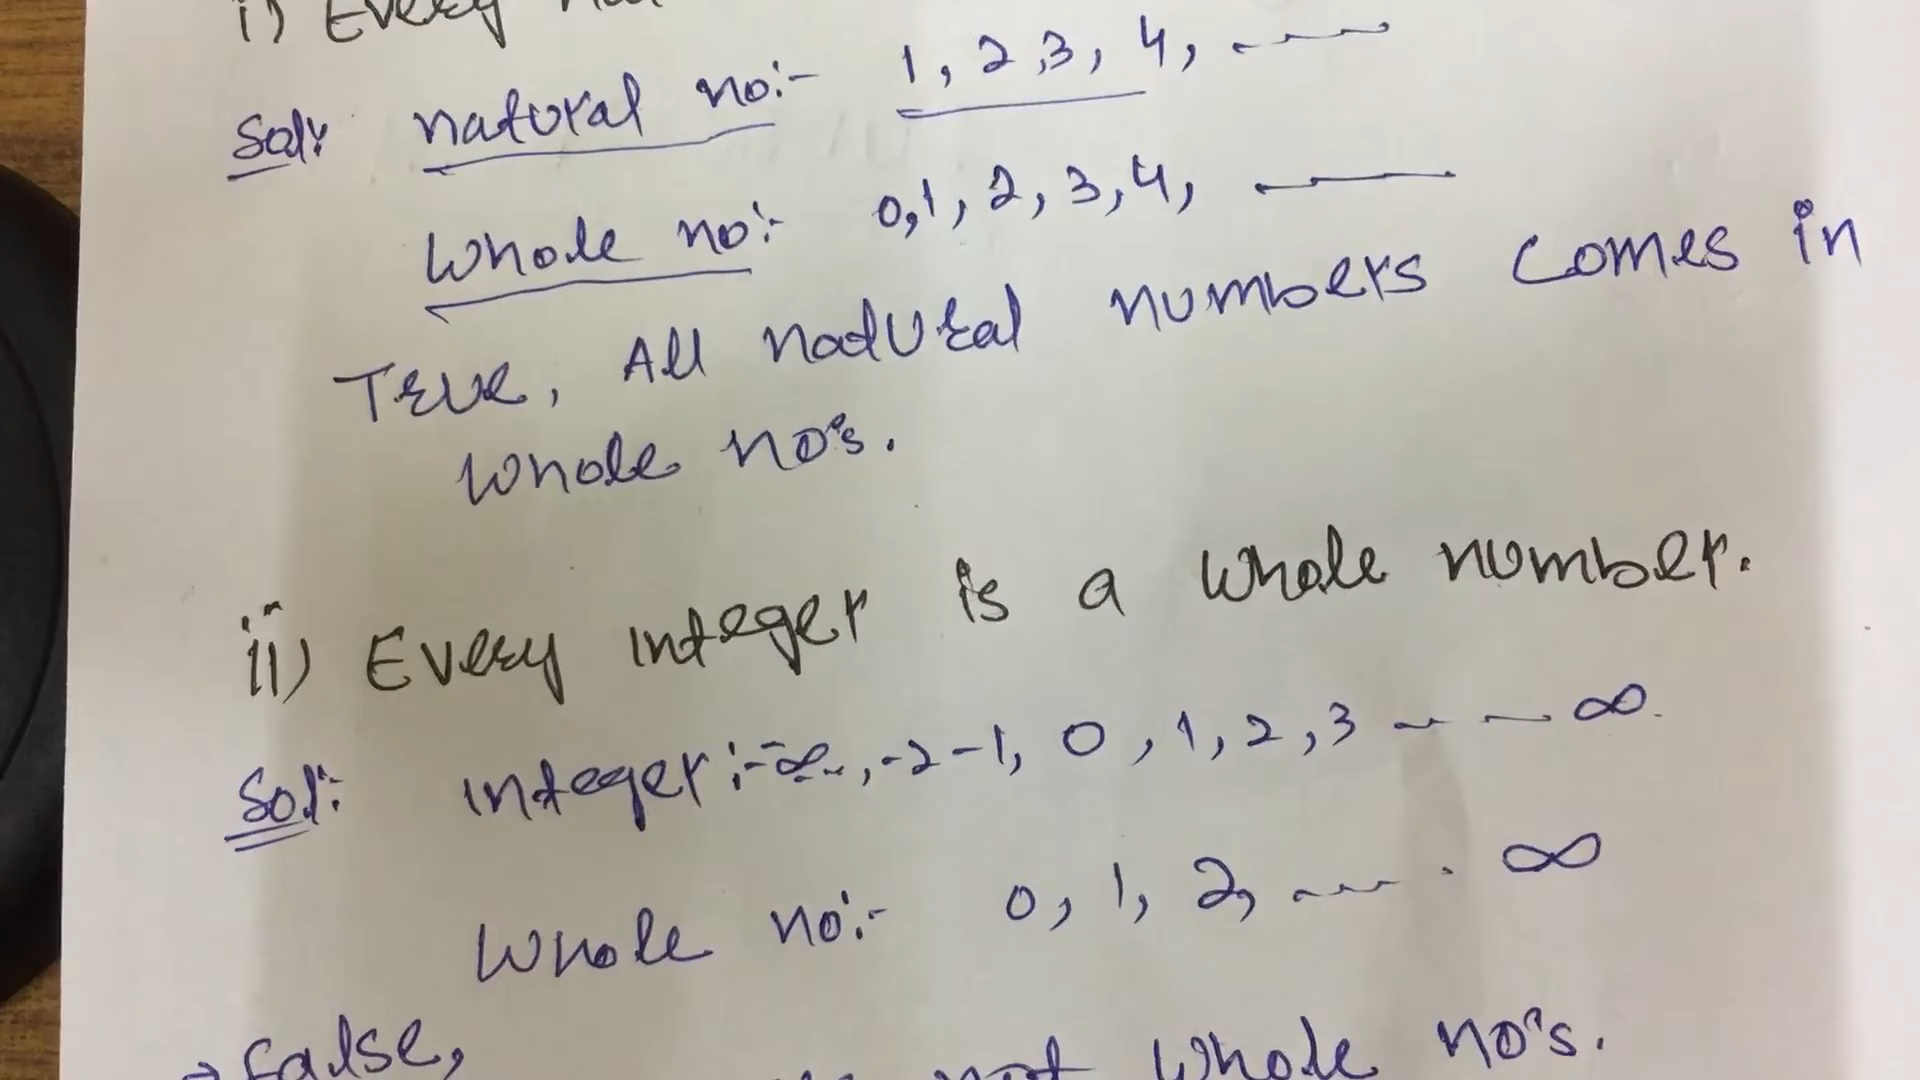 i) Every
Sol: natural no:- 1, 2,3, 4, ----
Whole no:- 0,1, 2, 3,4, ----
True, All natural numbers comes in
whole no's.
ii) Every integer is a whole number.
Sol: integer:- -∞--, -2 -1, 0, 1, 2, 3 -- -- ∞.
Whole no:- 0, 1, 2, ---- . ∞
→ False, not whole no's.